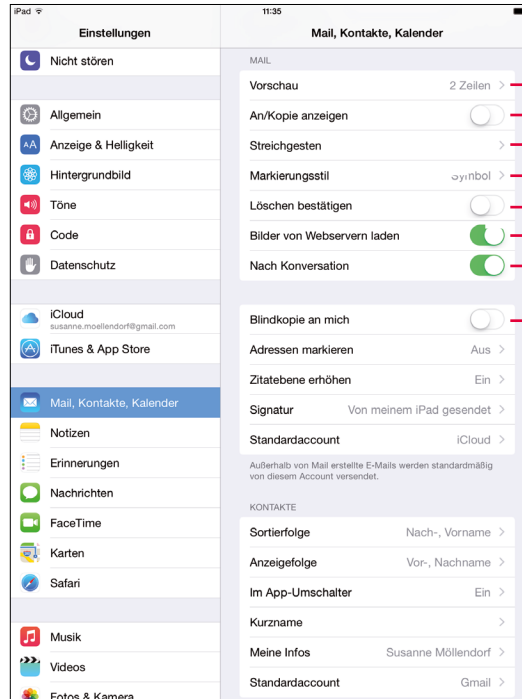 iPad 11:35
Einstellungen
Nicht stören
Allgemein
Anzeige & Helligkeit
Hintergrundbild
Töne
Code
Datenschutz
iCloud
susanne.moellendorf@gmail.com
iTunes & App Store
Mail, Kontakte, Kalender
Notizen
Erinnerungen
Nachrichten
FaceTime
Karten
Safari
Musik
Videos
Fotos & Kamera
Mail, Kontakte, Kalender
MAIL
Vorschau 2 Zeilen
An/Kopie anzeigen
Streichgesten
Markierungsstil Symbol
Löschen bestätigen
Bilder von Webservern laden
Nach Konversation
Blindkopie an mich
Adressen markieren Aus
Zitatebene erhöhen Ein
Signatur Von meinem iPad gesendet
Standardaccount iCloud
Außerhalb von Mail erstellte E-Mails werden standardmäßig
von diesem Account versendet.
KONTAKTE
Sortierfolge Nach-, Vorname
Anzeigefolge Vor-, Nachname
Im App-Umschalter Ein
Kurzname
Meine Infos Susanne Möllendorf
Standardaccount Gmail